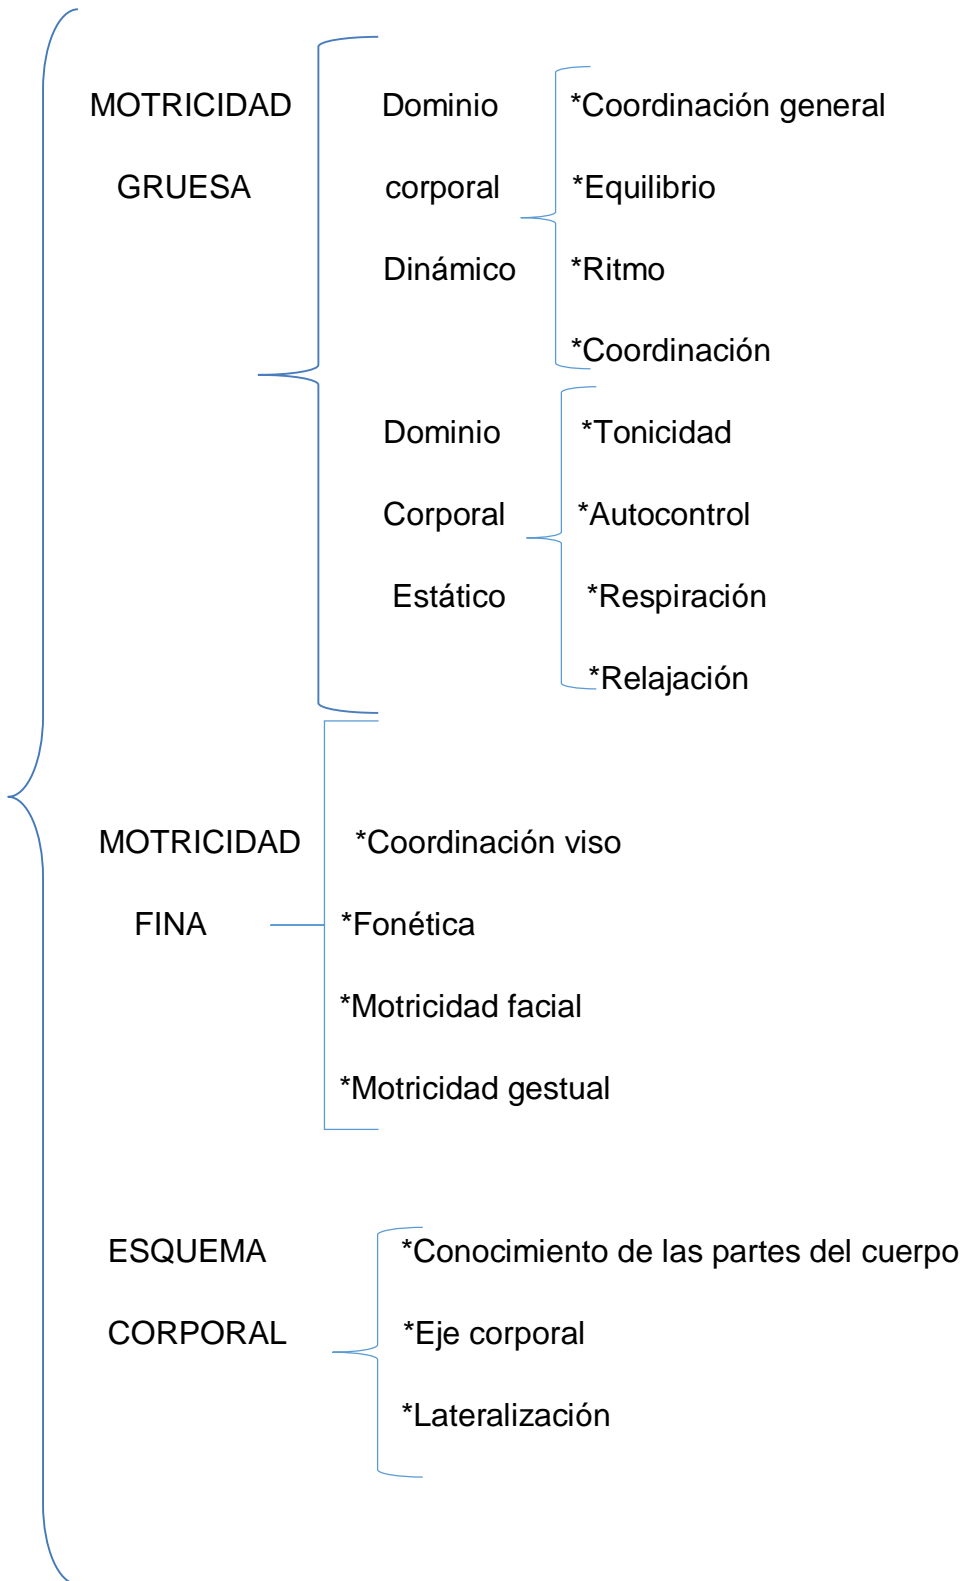 MOTRICIDAD Dominio *Coordinación general
GRUESA corporal *Equilibrio
Dinámico *Ritmo
*Coordinación
Dominio *Tonicidad
Corporal *Autocontrol
Estático *Respiración
*Relajación
MOTRICIDAD *Coordinación viso
FINA *Fonética
*Motricidad facial
*Motricidad gestual
ESQUEMA *Conocimiento de las partes del cuerpo
CORPORAL *Eje corporal
*Lateralización